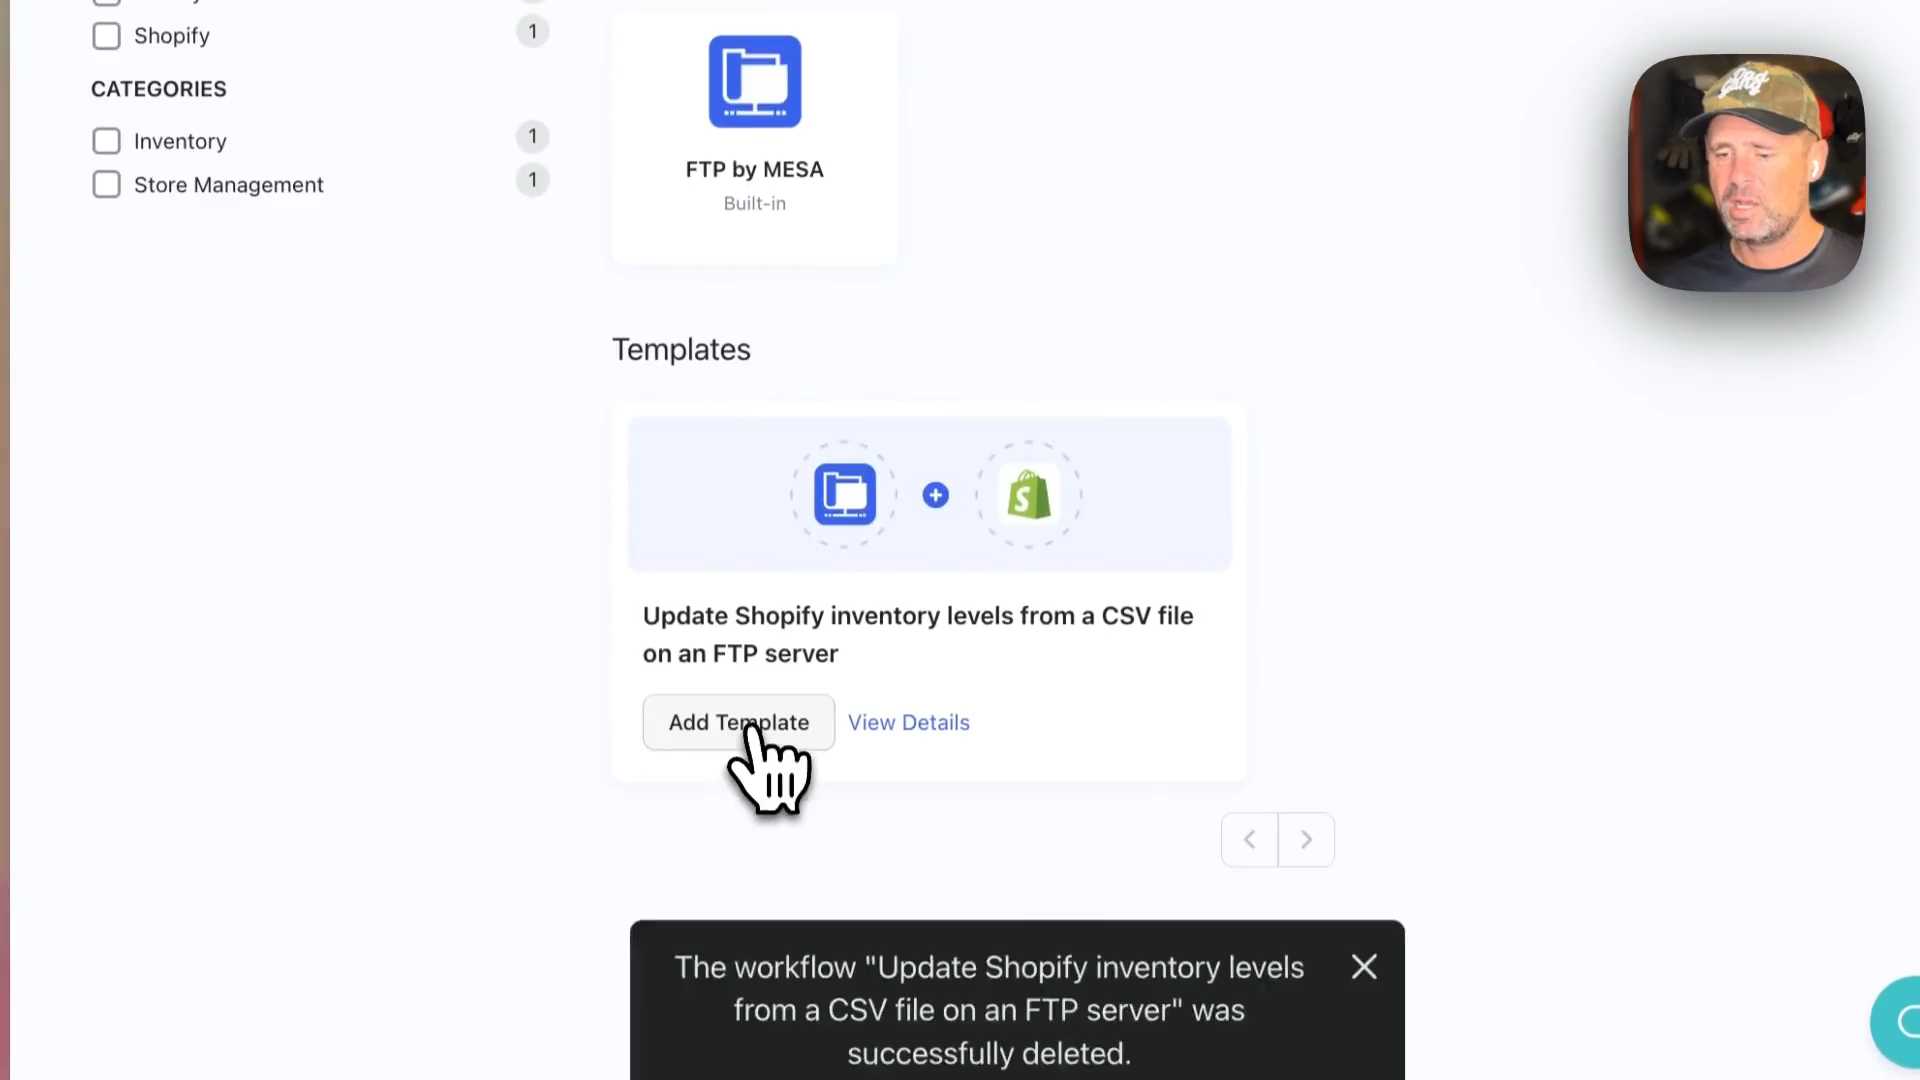 Shopify
1
CATEGORIES
Inventory
1
Store Management
1
FTP by MESA
Built-in
Templates
Update Shopify inventory levels from a CSV file
on an FTP server
Add Template
View Details
The workflow "Update Shopify inventory levels
from a CSV file on an FTP server" was
successfully deleted.
Dad
Gang